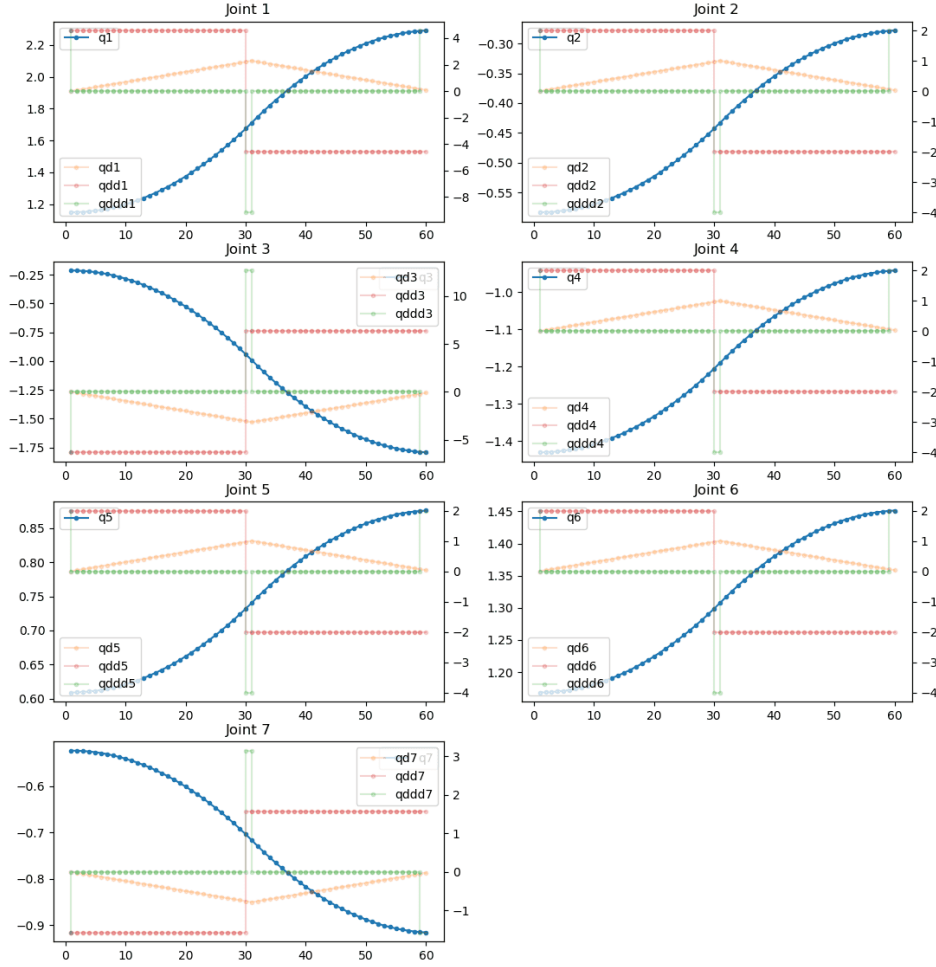 Joint 1
q1
qd1
qdd1
qddd1
2.2
2.0
1.8
1.6
1.4
1.2
4
2
0
−2
−4
−6
−8
0 10 20 30 40 50 60
Joint 2
q2
qd2
qdd2
qddd2
−0.30
−0.35
−0.40
−0.45
−0.50
−0.55
2
1
0
−1
−2
−3
−4
0 10 20 30 40 50 60
Joint 3
q3
qd3
qdd3
qddd3
−0.25
−0.50
−0.75
−1.00
−1.25
−1.50
−1.75
10
5
0
−5
0 10 20 30 40 50 60
Joint 4
q4
qd4
qdd4
qddd4
−1.0
−1.1
−1.2
−1.3
−1.4
2
1
0
−1
−2
−3
−4
0 10 20 30 40 50 60
Joint 5
q5
qd5
qdd5
qddd5
0.85
0.80
0.75
0.70
0.65
0.60
2
1
0
−1
−2
−3
−4
0 10 20 30 40 50 60
Joint 6
q6
qd6
qdd6
qddd6
1.45
1.40
1.35
1.30
1.25
1.20
2
1
0
−1
−2
−3
−4
0 10 20 30 40 50 60
Joint 7
q7
qd7
qdd7
qddd7
−0.6
−0.7
−0.8
−0.9
3
2
1
0
−1
0 10 20 30 40 50 60